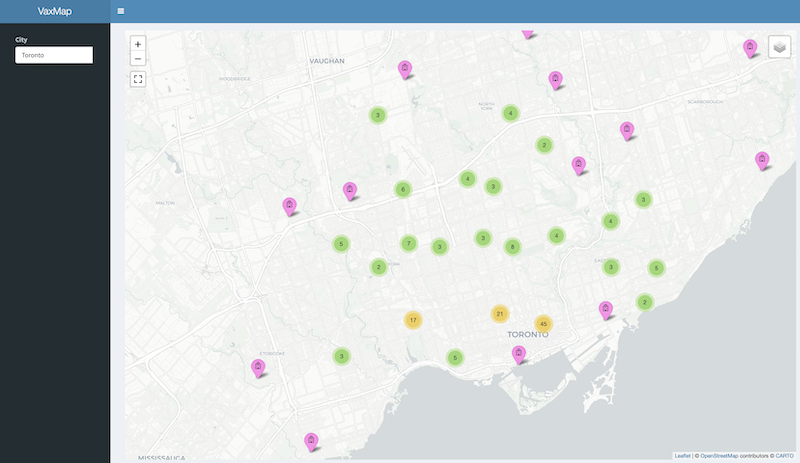 VaxMap
City
Toronto
+
−
VAUGHAN
WOODBRIDGE
NORTH
YORK
SCARBOROUGH
3
4
2
MALTON
6
4
3
3
4
5
7
3
3
8
4
2
3
5
2
17
21
45
TORONTO
3
5
ETOBICOKE
MISSISSAUGA
Leaflet | © OpenStreetMap contributors © CARTO